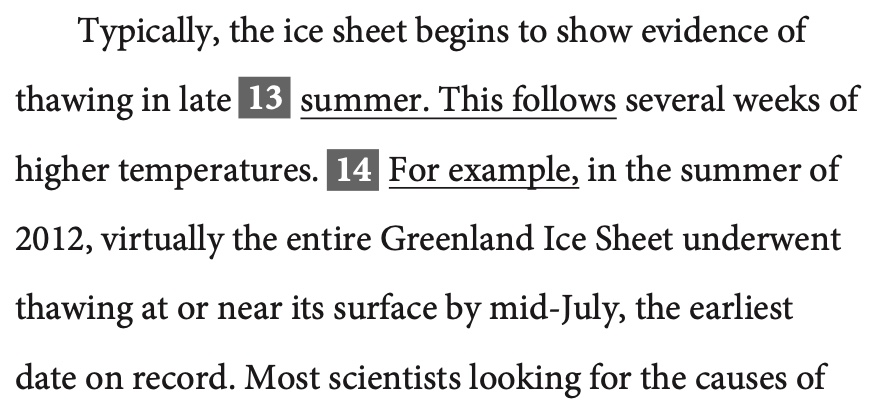 Typically, the ice sheet begins to show evidence of
thawing in late 13 summer. This follows several weeks of
higher temperatures. 14 For example, in the summer of
2012, virtually the entire Greenland Ice Sheet underwent
thawing at or near its surface by mid-July, the earliest
date on record. Most scientists looking for the causes of